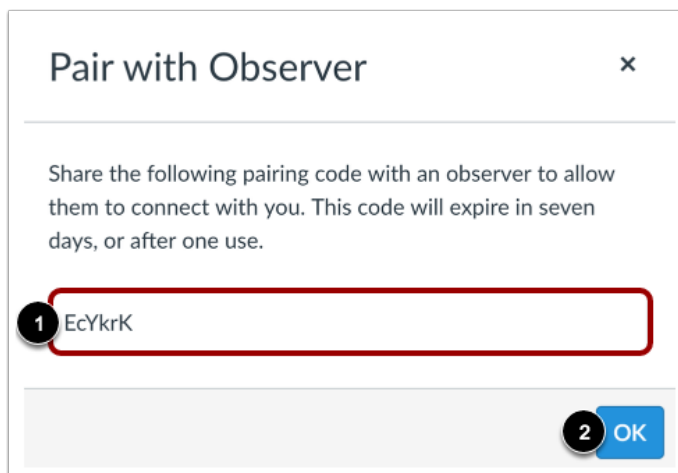 Pair with Observer ×
Share the following pairing code with an observer to allow
them to connect with you. This code will expire in seven
days, or after one use.
1 EcYkrK
2 OK